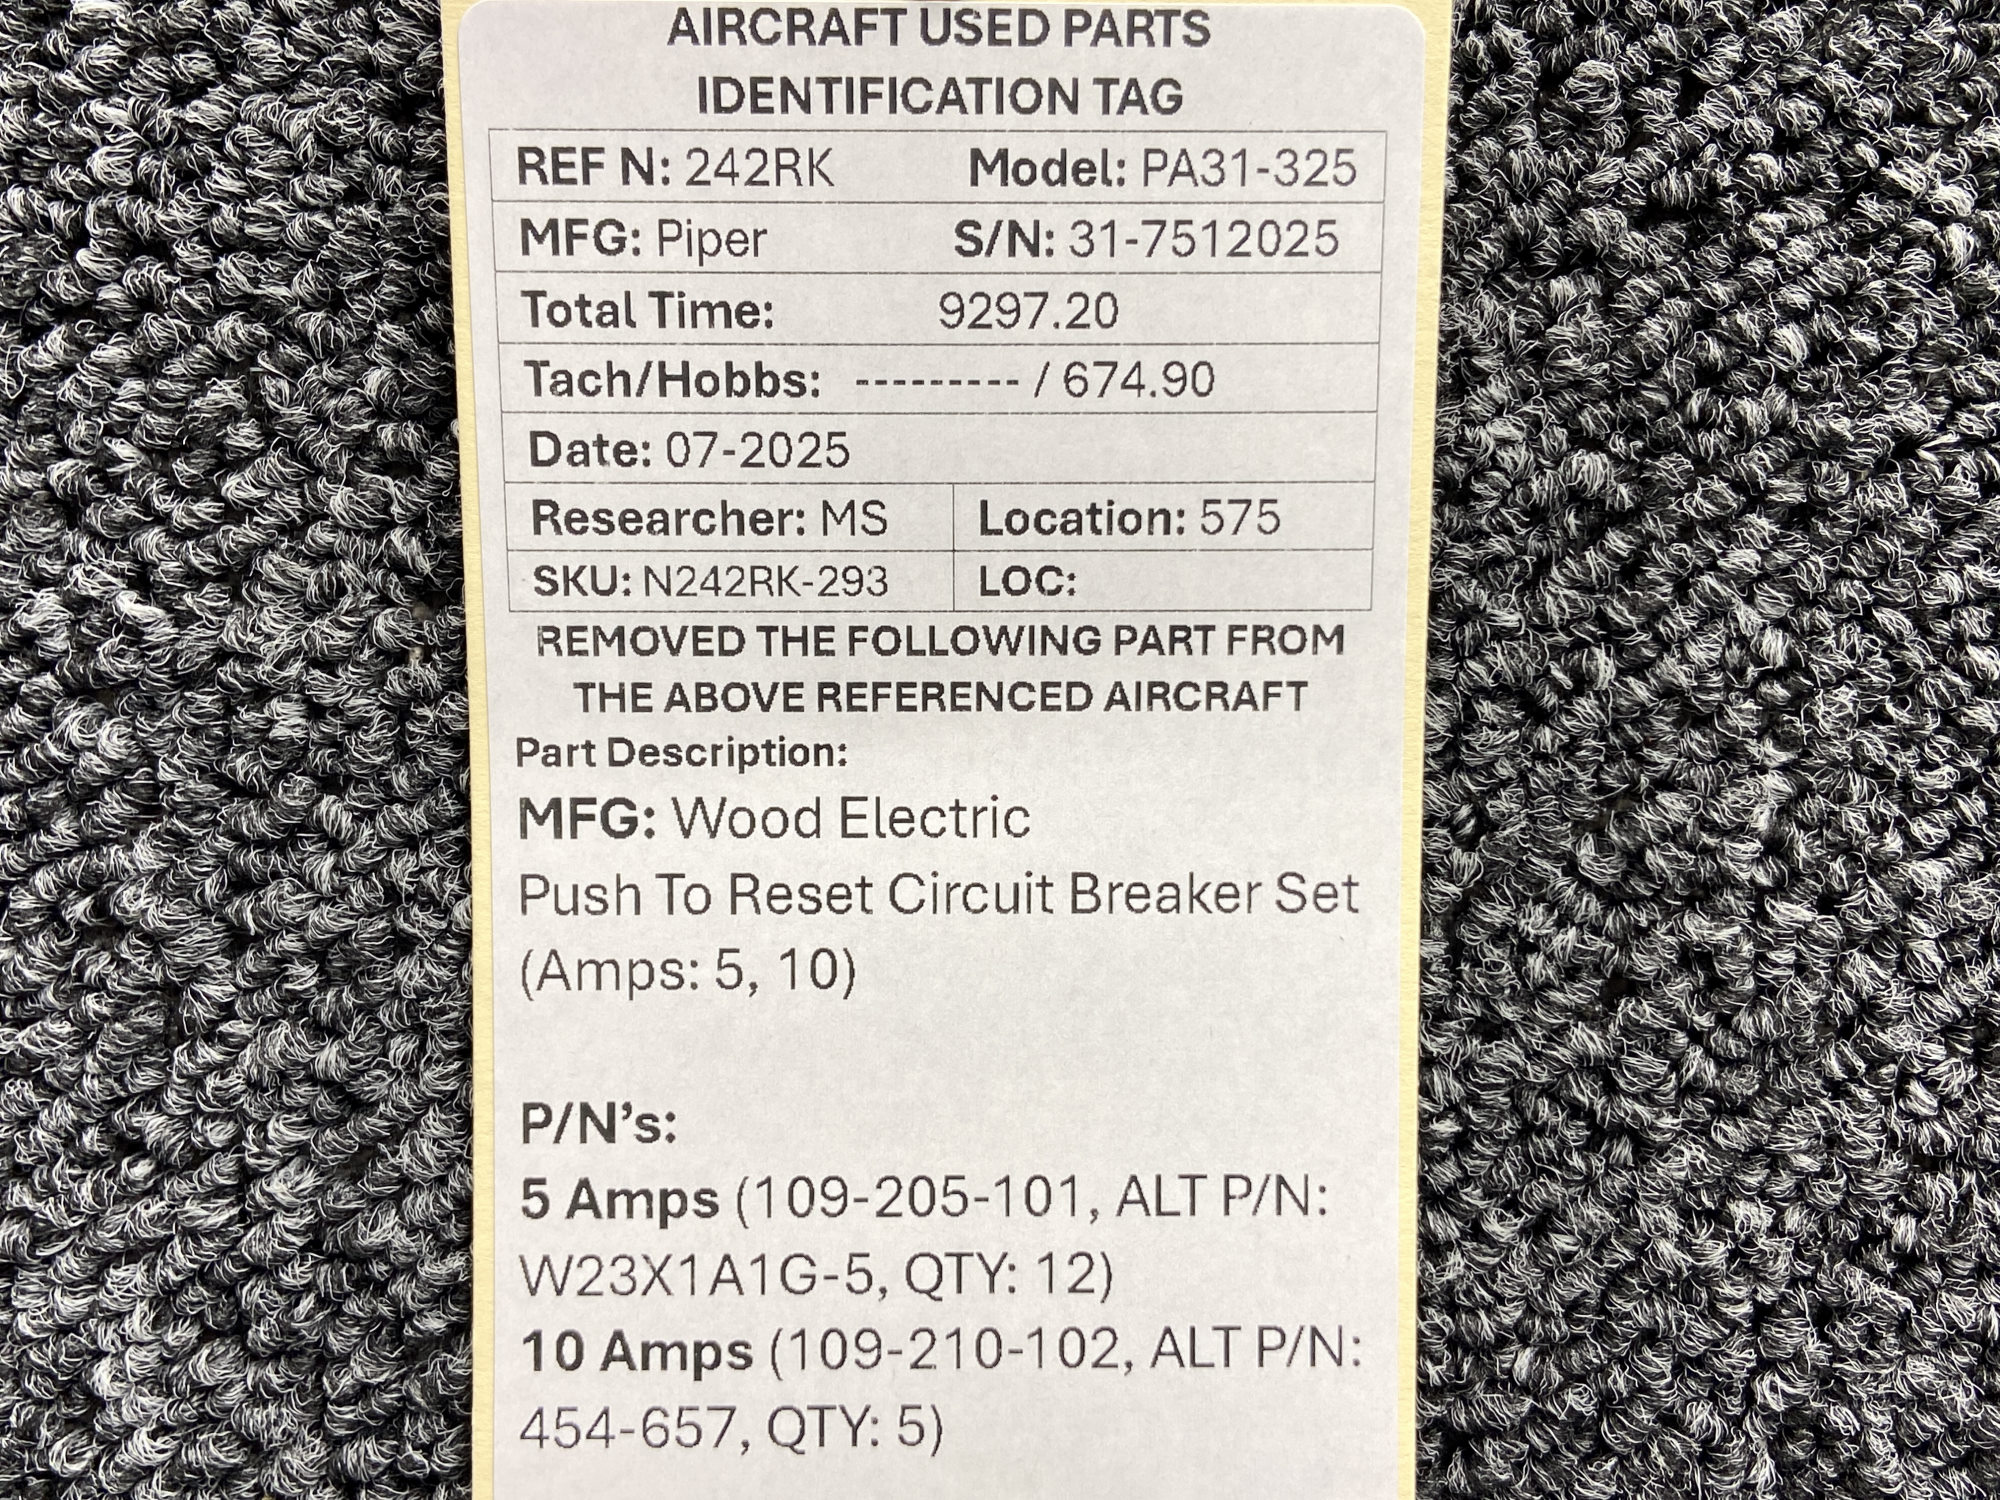 AIRCRAFT USED PARTS
IDENTIFICATION TAG
REF N: 242RK Model: PA31-325
MFG: Piper S/N: 31-7512025
Total Time: 9297.20
Tach/Hobbs: --------- / 674.90
Date: 07-2025
Researcher: MS Location: 575
SKU: N242RK-293 LOC:
REMOVED THE FOLLOWING PART FROM
THE ABOVE REFERENCED AIRCRAFT
Part Description:
MFG: Wood Electric
Push To Reset Circuit Breaker Set
(Amps: 5, 10)
P/N's:
5 Amps (109-205-101, ALT P/N:
W23X1A1G-5, QTY: 12)
10 Amps (109-210-102, ALT P/N:
454-657, QTY: 5)